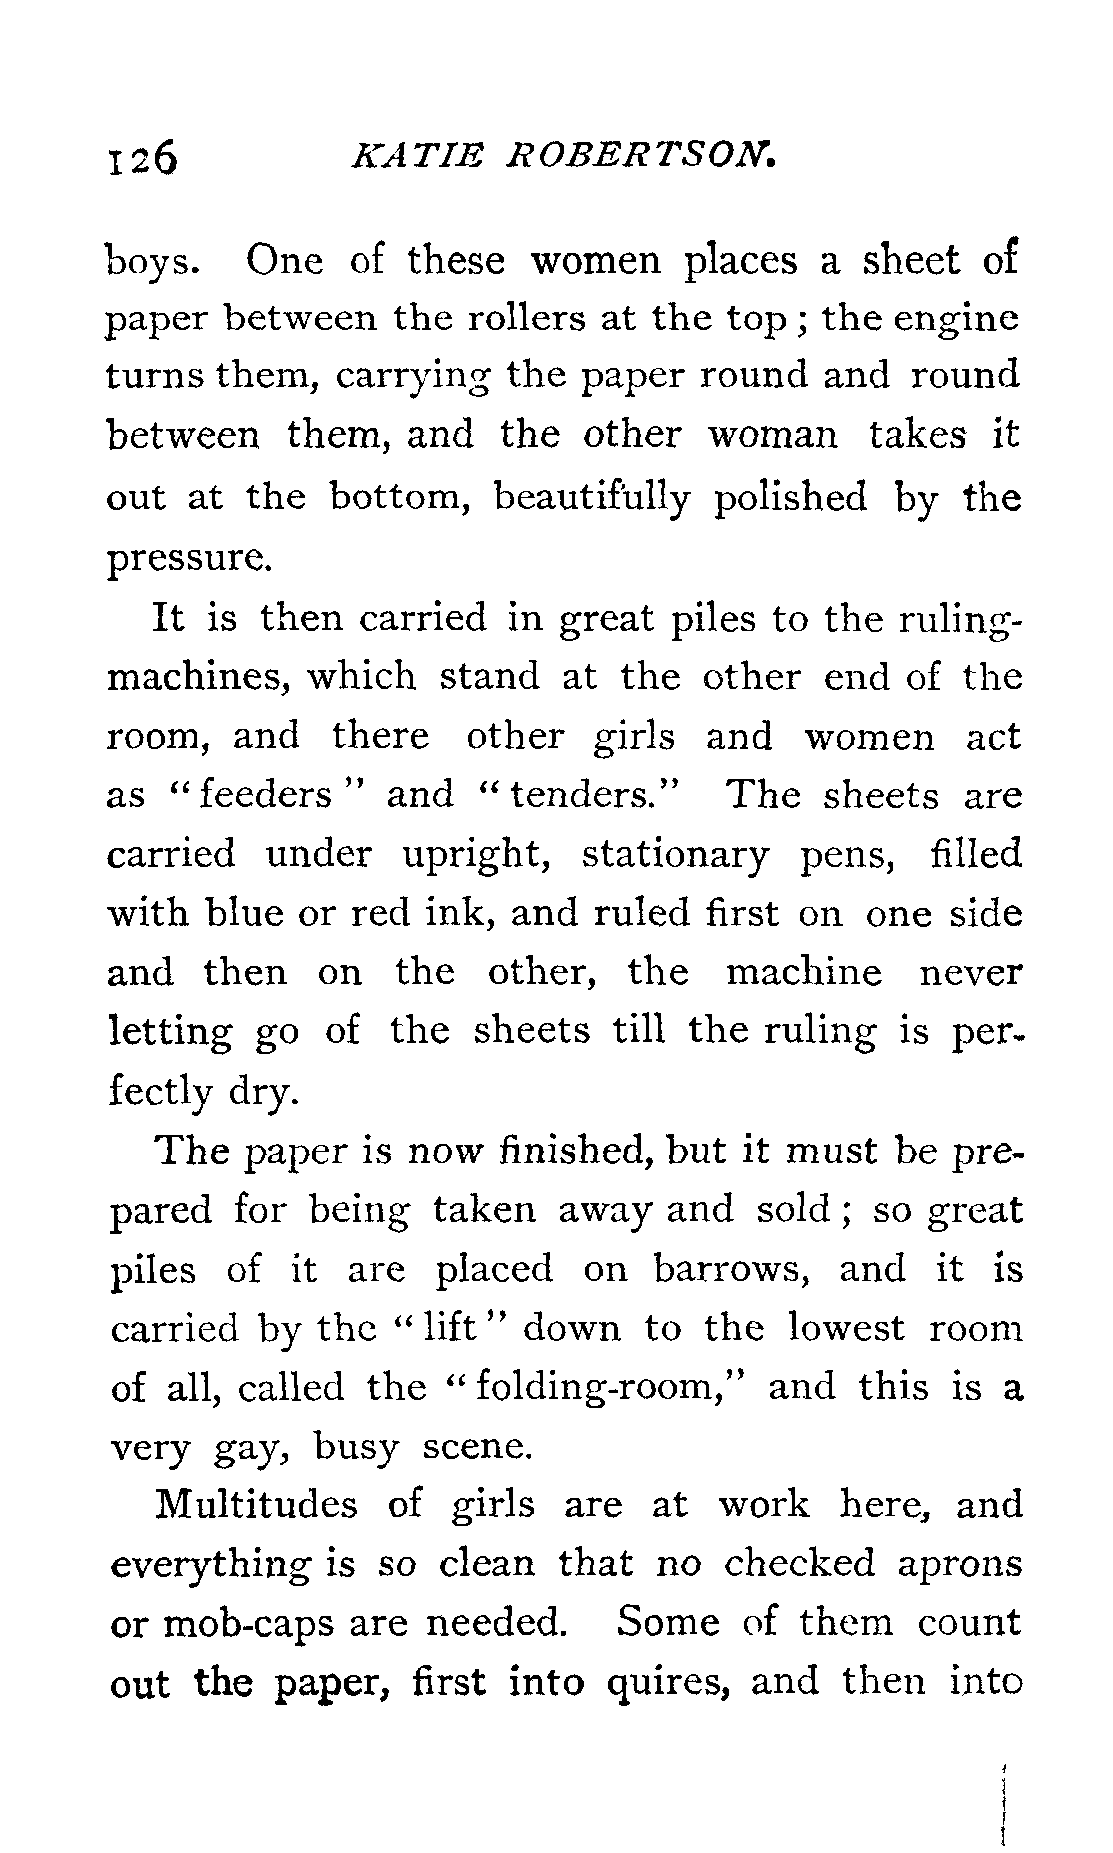 126 KATIE ROBERTSON.
boys. One of these women places a sheet of
paper between the rollers at the top ; the engine
turns them, carrying the paper round and round
between them, and the other woman takes it
out at the bottom, beautifully polished by the
pressure.
It is then carried in great piles to the ruling-
machines, which stand at the other end of the
room, and there other girls and women act
as “ feeders ” and “ tenders.” The sheets are
carried under upright, stationary pens, filled
with blue or red ink, and ruled first on one side
and then on the other, the machine never
letting go of the sheets till the ruling is per-
fectly dry.
The paper is now finished, but it must be pre-
pared for being taken away and sold ; so great
piles of it are placed on barrows, and it is
carried by the “ lift ” down to the lowest room
of all, called the “ folding-room,” and this is a
very gay, busy scene.
Multitudes of girls are at work here, and
everything is so clean that no checked aprons
or mob-caps are needed. Some of them count
out the paper, first into quires, and then into